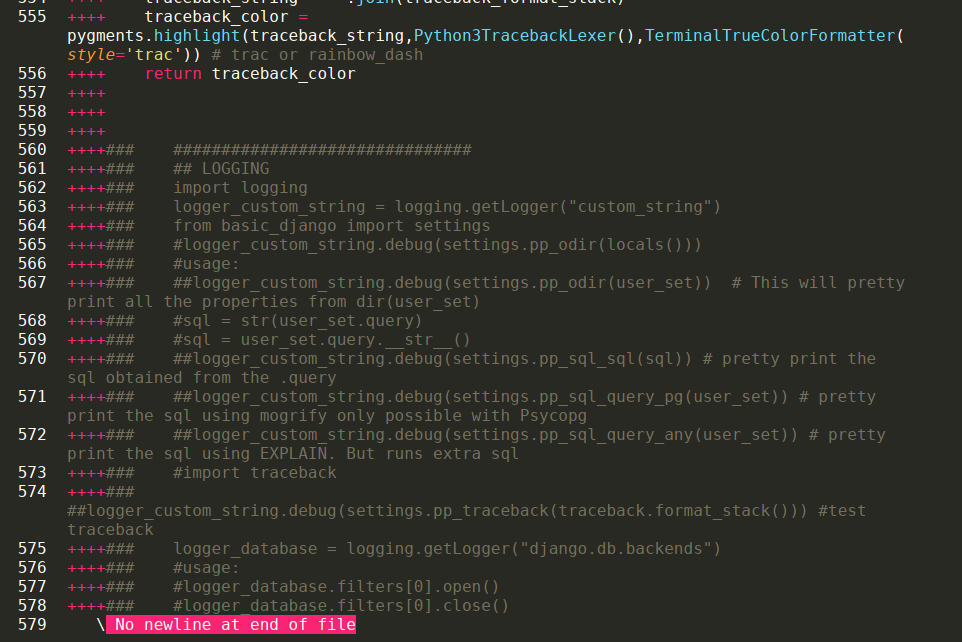 555 ++++    traceback_color =
pygments.highlight(traceback_string,Python3TracebackLexer(),TerminalTrueColorFormatter(
style='trac')) # trac or rainbow_dash
556 ++++    return traceback_color
557 ++++
558 ++++
559 ++++
560 ++++###    ###############################
561 ++++###    ## LOGGING
562 ++++###    import logging
563 ++++###    logger_custom_string = logging.getLogger("custom_string")
564 ++++###    from basic_django import settings
565 ++++###    #logger_custom_string.debug(settings.pp_odir(locals()))
566 ++++###    #usage:
567 ++++###    ##logger_custom_string.debug(settings.pp_odir(user_set))  # This will pretty
print all the properties from dir(user_set)
568 ++++###    #sql = str(user_set.query)
569 ++++###    #sql = user_set.query.__str__()
570 ++++###    ##logger_custom_string.debug(settings.pp_sql_sql(sql)) # pretty print the
sql obtained from the .query
571 ++++###    ##logger_custom_string.debug(settings.pp_sql_query_pg(user_set)) # pretty
print the sql using mogrify only possible with Psycopg
572 ++++###    ##logger_custom_string.debug(settings.pp_sql_query_any(user_set)) # pretty
print the sql using EXPLAIN. But runs extra sql
573 ++++###    #import traceback
574 ++++###
##logger_custom_string.debug(settings.pp_traceback(traceback.format_stack())) #test
traceback
575 ++++###    logger_database = logging.getLogger("django.db.backends")
576 ++++###    #usage:
577 ++++###    #logger_database.filters[0].open()
578 ++++###    #logger_database.filters[0].close()
579    \ No newline at end of file